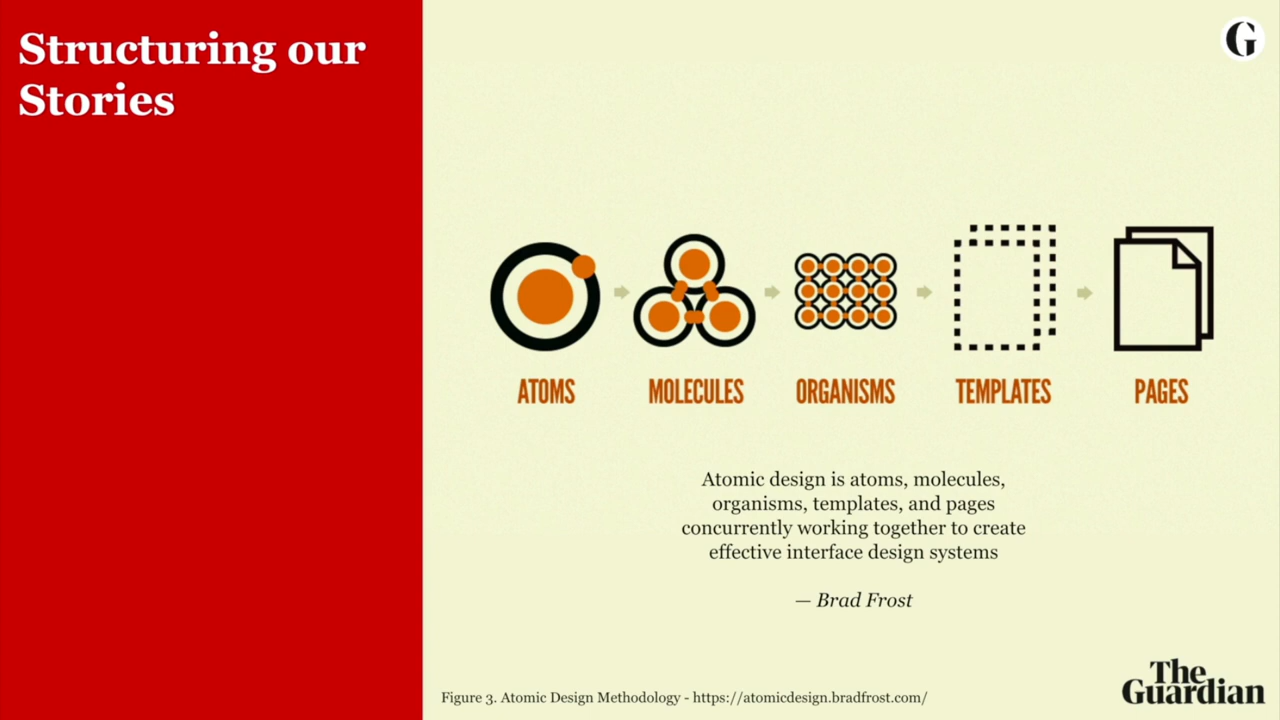 Structuring our
Stories
G
ATOMS
MOLECULES
ORGANISMS
TEMPLATES
PAGES
Atomic design is atoms, molecules,
organisms, templates, and pages
concurrently working together to create
effective interface design systems
— Brad Frost
Figure 3. Atomic Design Methodology - https://atomicdesign.bradfrost.com/
The
Guardian